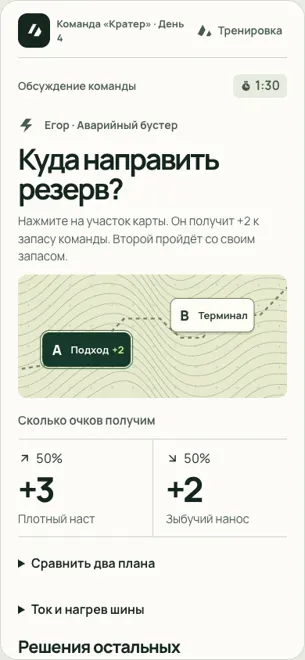 Команда «Кратер» · День
4
Тренировка
Обсуждение команды
1:30
Егор · Аварийный бустер
Куда направить
резерв?
Нажмите на участок карты. Он получит +2 к
запасу команды. Второй пройдёт со своим
запасом.
B Терминал
A Подход +2
Сколько очков получим
50%
+3
Плотный наст
50%
+2
Зыбучий нанос
Сравнить два плана
Ток и нагрев шины
Решения остальных